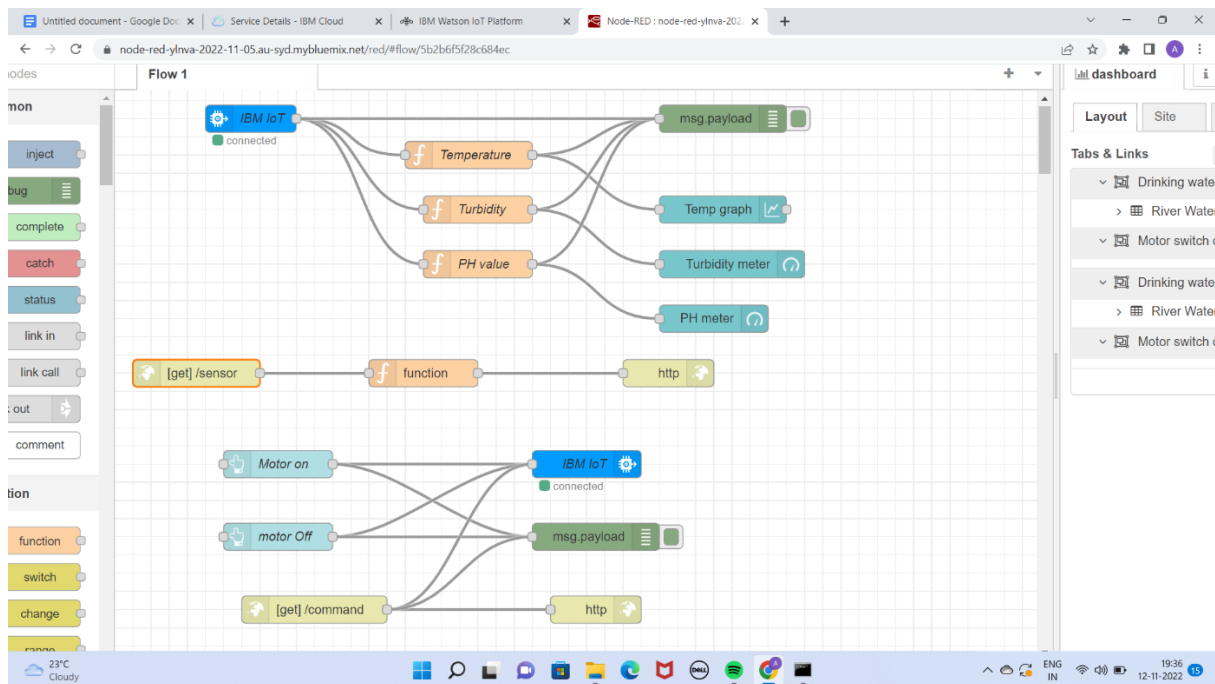 Untitled document - Google Doc
Service Details - IBM Cloud
IBM Watson IoT Platform
Node-RED : node-red-ylnva-202
node-red-ylnva-2022-11-05.au-syd.mybluemix.net/red/#flow/5b2b6f5f28c684ec
A
nodes
Flow 1
dashboard
i
mon
Layout
Site
Tabs & Links
inject
bug
complete
catch
status
link in
link call
out
comment
tion
function
switch
change
range
IBM IoT
connected
msg.payload
Temperature
Turbidity
Temp graph
PH value
Turbidity meter
PH meter
[get] /sensor
function
http
Motor on
IBM IoT
connected
motor Off
msg.payload
[get] /command
http
Drinking wate
River Water
Motor switch c
Drinking wate
River Water
Motor switch c
23°C
Cloudy
DELL
A
ENG
IN
19:36
12-11-2022
15